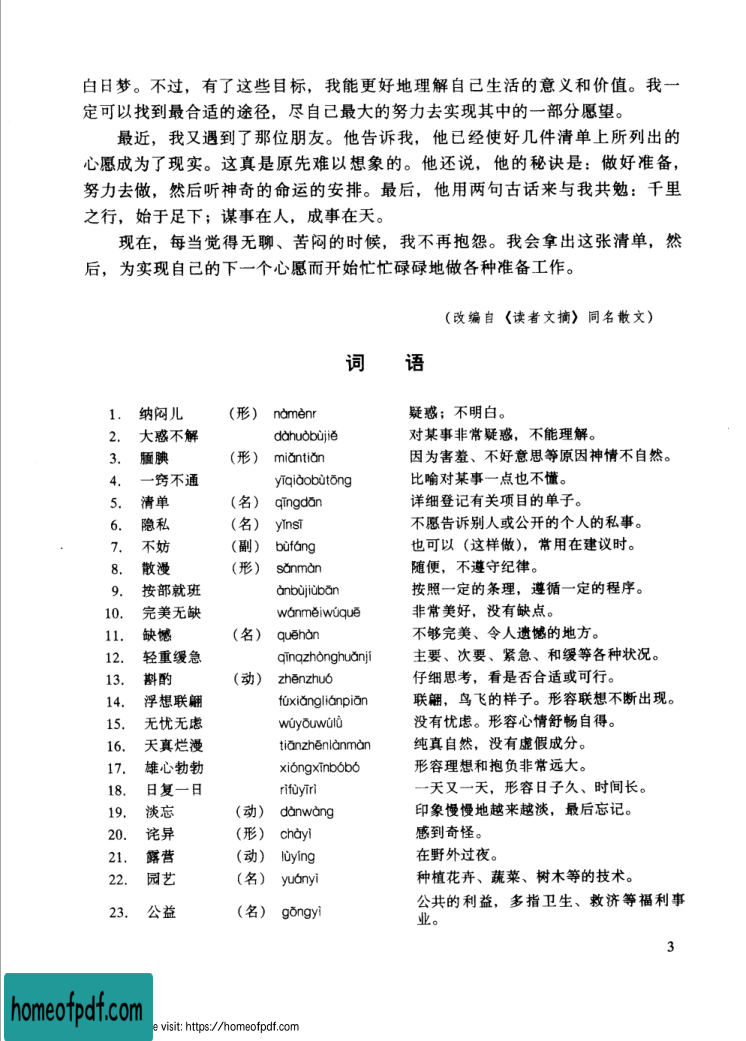 白日梦。不过，有了这些目标，我能更好地理解自己生活的意义和价值。我一
定可以找到最合适的途径，尽自己最大的努力去实现其中的一部分愿望。
最近，我又遇到了那位朋友。他告诉我，他已经使好几件清单上所列出的
心愿成为了现实。这真是原先难以想象的。他还说，他的秘诀是：做好准备，
努力去做，然后听神奇的命运的安排。最后，他用两句古话来与我共勉：千里
之行，始于足下；谋事在人，成事在天。
现在，每当觉得无聊、苦闷的时候，我不再抱怨。我会拿出这张清单，然
后，为实现自己的下一个心愿而开始忙忙碌碌地做各种准备工作。
（改编自《读者文摘》同名散文）
词 语
1. 纳闷儿 （形） nàmènr 疑惑；不明白。
2. 大惑不解 dàhuòbùjiě 对某事非常疑惑，不能理解。
3. 腼腆 （形） miǎntiǎn 因为害羞、不好意思等原因神情不自然。
4. 一窍不通 yīqiàobùtōng 比喻对某事一点也不懂。
5. 清单 （名） qīngdān 详细登记有关项目的单子。
6. 隐私 （名） yǐnsī 不愿告诉别人或公开的个人的私事。
7. 不妨 （副） bùfáng 也可以（这样做），常用在建议时。
8. 散漫 （形） sǎnmàn 随便，不遵守纪律。
9. 按部就班 ànbùjiùbān 按照一定的条理，遵循一定的程序。
10. 完美无缺 wánměiwúquē 非常美好，没有缺点。
11. 缺憾 （名） quēhàn 不够完美、令人遗憾的地方。
12. 轻重缓急 qīngzhònghuǎnjí 主要、次要、紧急、和缓等各种状况。
13. 斟酌 （动） zhēnzhuó 仔细思考，看是否合适或可行。
14. 浮想联翩 fúxiǎngliánpiān 联翩，鸟飞的样子。形容联想不断出现。
15. 无忧无虑 wúyōuwúlǜ 没有忧虑。形容心情舒畅自得。
16. 天真烂漫 tiānzhēnlànmàn 纯真自然，没有虚假成分。
17. 雄心勃勃 xióngxīnbóbó 形容理想和抱负非常远大。
18. 日复一日 rìfùyīrì 一天又一天，形容日子久、时间长。
19. 淡忘 （动） dànwàng 印象慢慢地越来越淡，最后忘记。
20. 诧异 （形） chàyì 感到奇怪。
21. 露营 （动） lùyíng 在野外过夜。
22. 园艺 （名） yuányì 种植花卉、蔬菜、树木等的技术。
23. 公益 （名） gōngyì 公共的利益，多指卫生、救济等福利事
业。
3
homeofpdf.com
e visit: https://homeofpdf.com